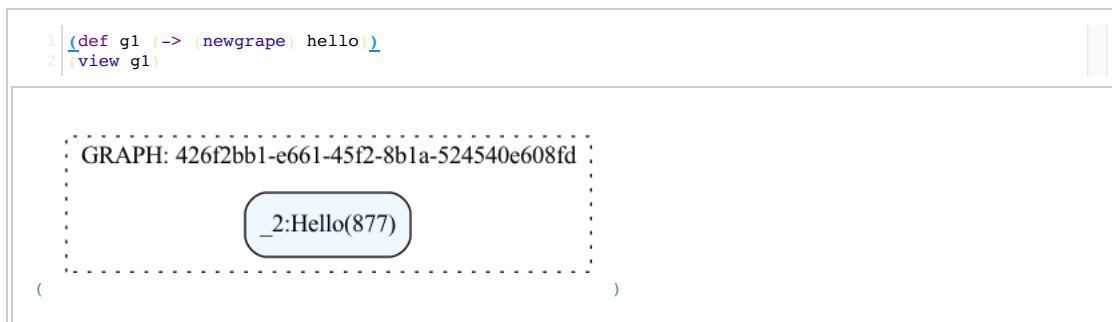 1 (def g1 (-> (newgrape) hello))
2 (view g1)
GRAPH: 426f2bb1-e661-45f2-8b1a-524540e608fd
_2:Hello(877)
( )